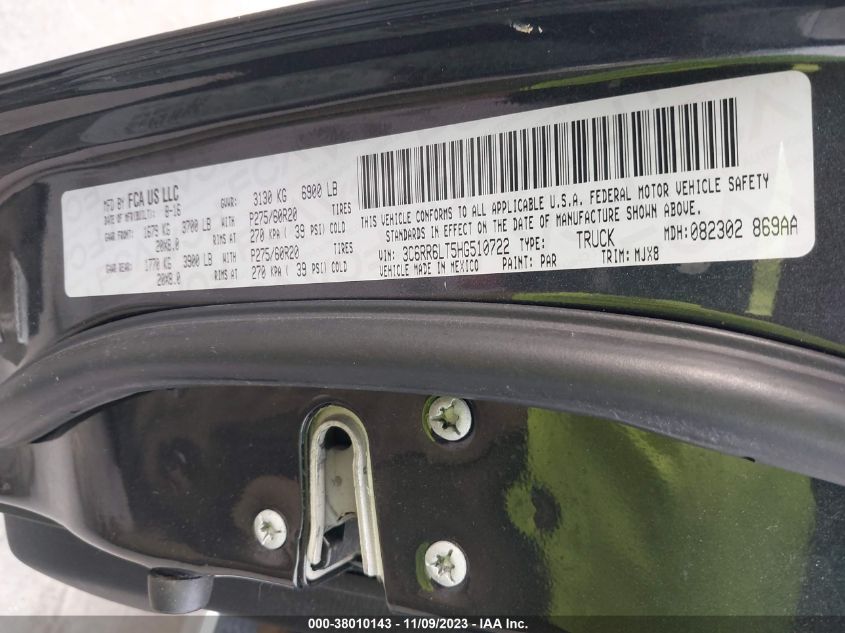 MFD BY FCA US LLC
DATE OF MFR(BUILT): 8-16 GVWR: 3130 KG 6900 LB
GAWR FRONT: 1679 KG 3700 LB WITH P275/60R20 TIRES
20X8.0 RIMS AT 270 KPA ( 39 PSI) COLD
GAWR REAR: 1770 KG 3900 LB WITH P275/60R20 TIRES
20X8.0 RIMS AT 270 KPA ( 39 PSI) COLD
THIS VEHICLE CONFORMS TO ALL APPLICABLE U.S.A. FEDERAL MOTOR VEHICLE SAFETY
STANDARDS IN EFFECT ON THE DATE OF MANUFACTURE SHOWN ABOVE.
VIN: 3C6RR6LT5HG510722 TYPE: TRUCK MDH: 082302 869AA
VEHICLE MADE IN MEXICO PAINT: PAR TRIM: MJX8
000-38010143 - 11/09/2023 - IAA Inc.